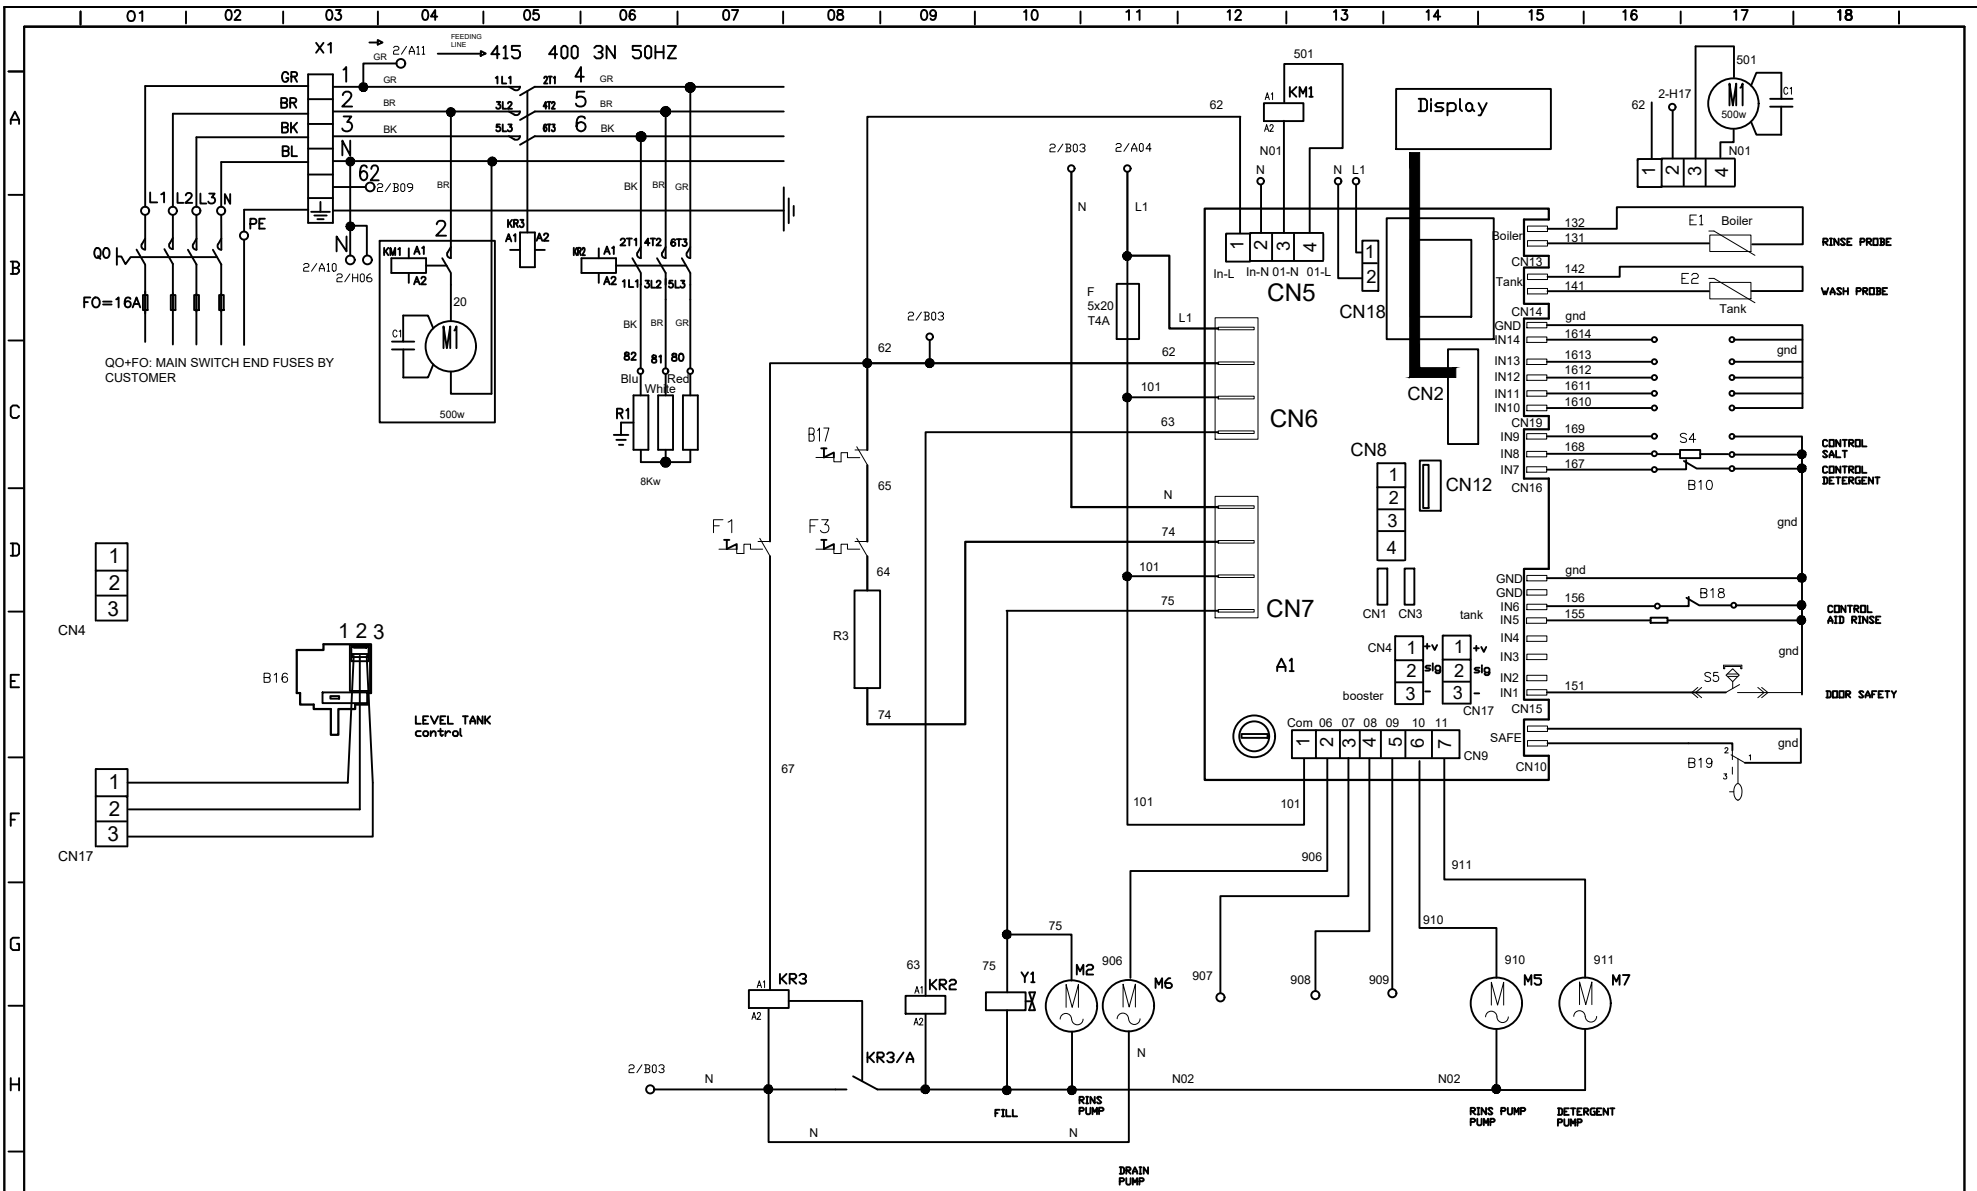 01 02 03 04 05 06 07 08 09 10 11 12 13 14 15 16 17 18
A
B
C
D
E
F
G
H
X1
GR
2/A11
FEEDING
LINE
415 400 3N 50HZ
GR 1 GR 1L1 2T1 4 GR
BR 2 BR 3L2 4T2 5 BR
BK 3 BK 5L3 6T3 6 BK
BL N
62
2/B09
L1 L2 L3 N
PE
QO
FO=16A
QO+FO: MAIN SWITCH END FUSES BY
CUSTOMER
N
2/A10
2/H06
BR
2
KM1 A1
A2
20
C1
M1
500w
KR3
A1 A2
BK BR GR
2T1 4T2 6T3
KR2 A1
A2
1L1 3L2 5L3
BK BR GR
82 81 80
Blu White Red
R1
8Kw
1
2
3
CN4
1 2 3
B16
LEVEL TANK
control
1
2
3
CN17
62
2/B03
B17
65
F1
F3
64
R3
74
67
63
KR3
A1
A2
KR2
A1
A2
KR3/A
2/B03
N
N
N
2/B03
N
2/A04
L1
F
5x20
T4A
L1
62
101
63
CN6
N
74
101
75
CN7
101
101
62
A1
A2
KM1
501
N01
N
1 2 3 4
In-L In-N 01-N 01-L
CN5
N L1
1
2
CN18
Display
CN2
CN8
1
2
3
4
CN12
CN1 CN3
tank
CN4
1 +v
2 sig
3 -
booster
1 +v
2 sig
3 -
CN17
A1
Com 06 07 08 09 10 11
1 2 3 4 5 6 7
CN9
501
62
2-H17
M1
500w
C1
N01
1 2 3 4
Boiler
132
131
E1 Boiler
RINSE PROBE
CN13
Tank
142
141
E2
Tank
WASH PROBE
CN14
GND gnd
IN14 1614
gnd
IN13 1613
IN12 1612
IN11 1611
IN10 1610
CN19
IN9 169
IN8 168
S4
CONTROL
SALT
IN7 167
B10
CONTROL
DETERGENT
CN16
gnd
GND gnd
GND
IN6 156
B18
IN5 155
CONTROL
AID RINSE
IN4
IN3
gnd
IN2
IN1 151
S5
DOOR SAFETY
CN15
SAFE
gnd
CN10
B19
2
1
3
906
911
910
75
75
Y1
M2
M
906
M6
M
907
908
909
910
M5
M
911
M7
M
N
N02
N02
FILL
RINS
PUMP
RINS PUMP
PUMP
DETERGENT
PUMP
DRAIN
PUMP